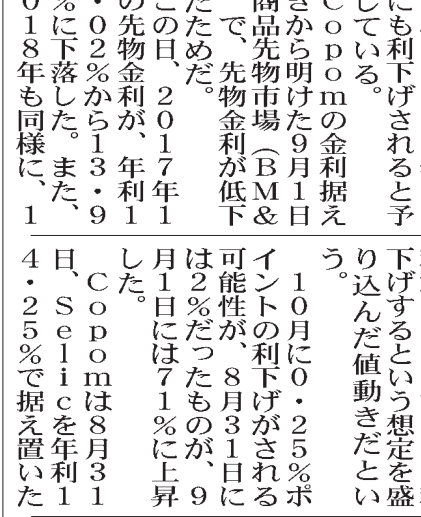 にも利下げされると予
している。
Copomの金利据え
きから明けた9月1日
商品先物市場（BM&
で、先物金利が低下
たためだ。
この日、2017年1
の先物金利が、年利1
・02%から13・9
%に下落した。また、
018年も同様に、1
下げするという想定を盛
り込んだ値動きだとい
う。
10月に0・25%ポ
イントの利下げがされる
可能性が、8月31日に
は2%だったものが、9
月1日には71%に上昇
した。
Copomは8月31
日、Selicを年利1
4・25%で据え置いた